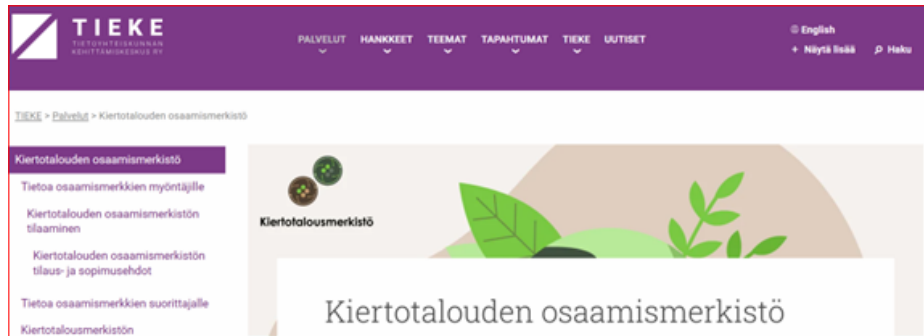 TIEKE
TIETOYHTEISKUNNAN
KEHITTÄMISKESKUS RY
PALVELUT HANKKEET TEEMAT TAPAHTUMAT TIEKE UUTISET
English
+ Näytä lisää Haku
TIEKE > Palvelut > Kiertotalouden osaamismerkistö
Kiertotalouden osaamismerkistö
Tietoa osaamismerkkien myöntäjille
Kiertotalouden osaamismerkistön
tilaaminen
Kiertotalouden osaamismerkistön
tilaus- ja sopimusehdot
Tietoa osaamismerkkien suorittajalle
Kiertotalousmerkistön
Kiertotalousmerkistö
Kiertotalouden osaamismerkistö